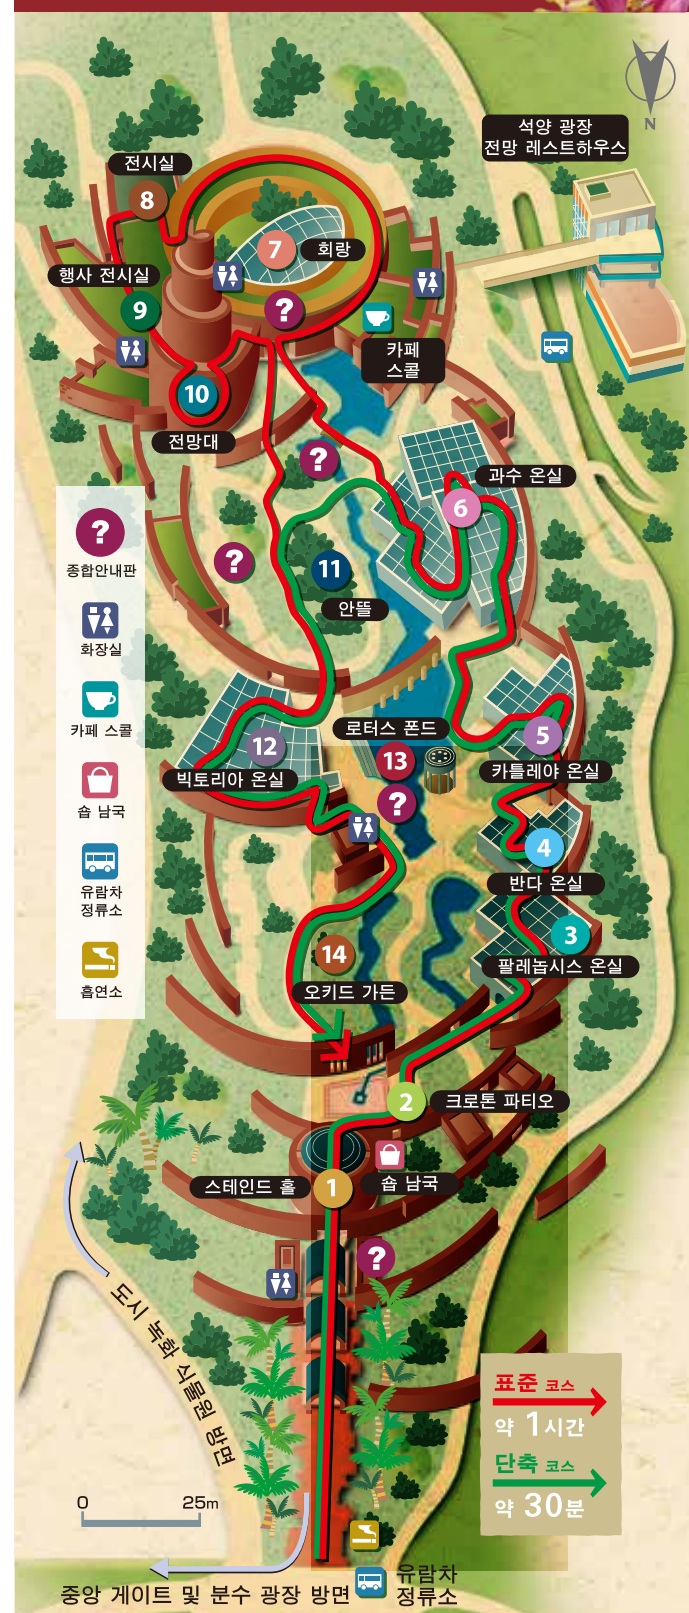 N
석양 광장
전망 레스트하우스
전시실
8
7
회랑
행사 전시실
9
?
카페
스콜
10
전망대
?
과수 온실
6
?
종합안내판
?
11
안뜰
화장실
카페 스콜
로터스 폰드
12
13
5
빅토리아 온실
카틀레야 온실
숍 남국
?
4
반다 온실
유람차
정류소
3
14
팔레놉시스 온실
흡연소
오키드 가든
2
크로톤 파티오
스테인드 홀
1
숍 남국
?
도시 녹화 식물원 방면
표준 코스
약 1시간
단축 코스
약 30분
0 25m
유람차
정류소
중앙 게이트 및 분수 광장 방면